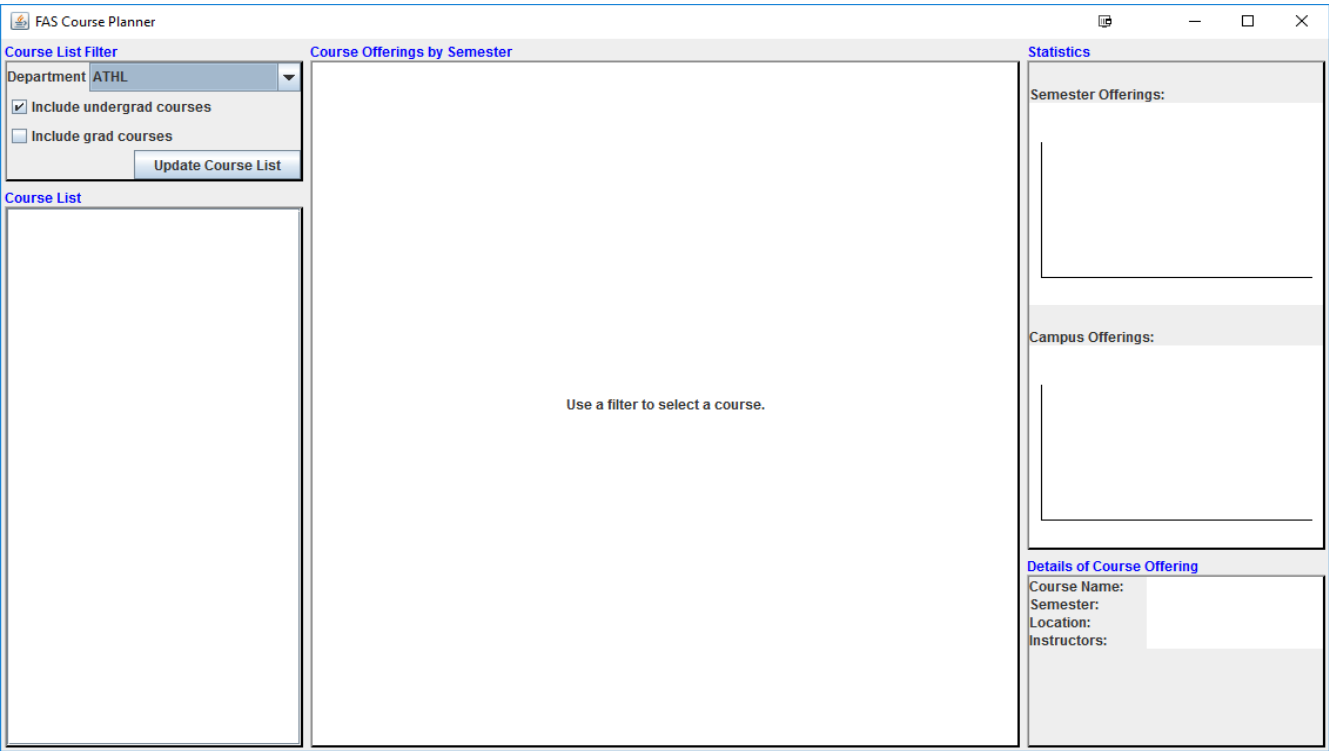 FAS Course Planner
Course List Filter
Department ATHL
Include undergrad courses
Include grad courses
Update Course List
Course List
Course Offerings by Semester
Use a filter to select a course.
Statistics
Semester Offerings:
Campus Offerings:
Details of Course Offering
Course Name:
Semester:
Location:
Instructors: